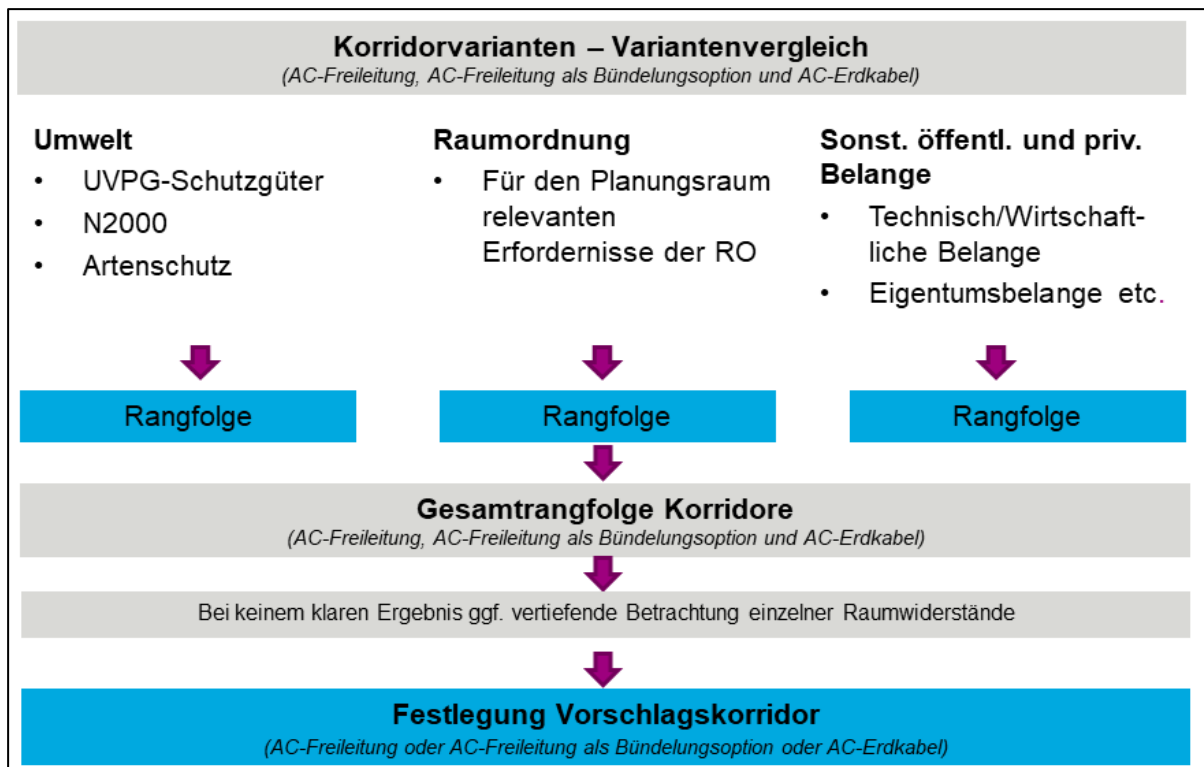 Korridorvarianten – Variantenvergleich
(AC-Freileitung, AC-Freileitung als Bündelungsoption und AC-Erdkabel)
Umwelt
• UVPG-Schutzgüter
• N2000
• Artenschutz
Raumordnung
• Für den Planungsraum
relevanten
Erfordernisse der RO
Sonst. öffentl. und priv.
Belange
• Technisch/Wirtschaft-
liche Belange
• Eigentumsbelange etc.
Rangfolge
Rangfolge
Rangfolge
Gesamtrangfolge Korridore
(AC-Freileitung, AC-Freileitung als Bündelungsoption und AC-Erdkabel)
Bei keinem klaren Ergebnis ggf. vertiefende Betrachtung einzelner Raumwiderstände
Festlegung Vorschlagskorridor
(AC-Freileitung oder AC-Freileitung als Bündelungsoption oder AC-Erdkabel)